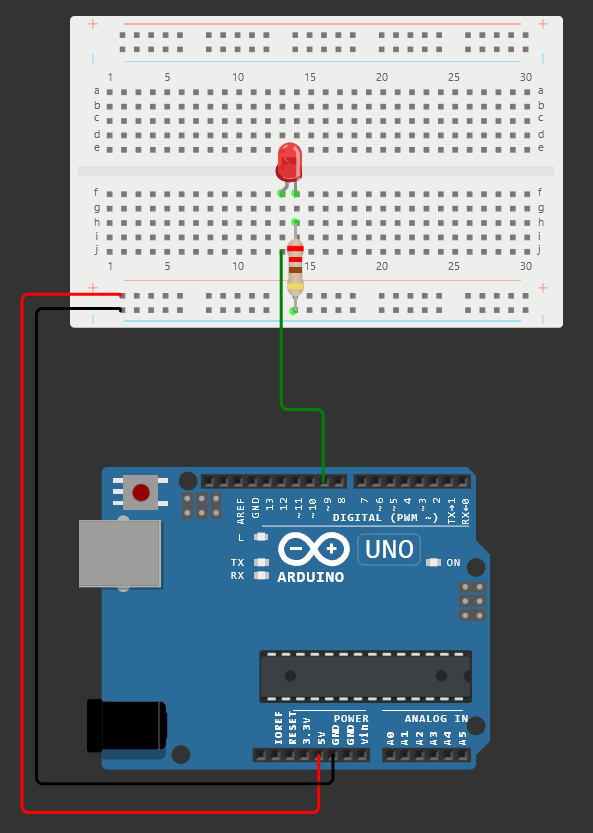 + +
1 5 10 15 20 25 30
a a
b b
c c
d d
e e
f f
g g
h h
i i
j j
1 5 10 15 20 25 30
+ +
AREF GND 13 12 ~11 ~10 ~9 8 7 ~6 ~5 4 ~3 2 TX→1 RX←0
DIGITAL (PWM ~)
L
UNO
TX ON
RX ARDUINO
POWER ANALOG IN
IOREF RESET 3.3V 5V GND GND Vin A0 A1 A2 A3 A4 A5